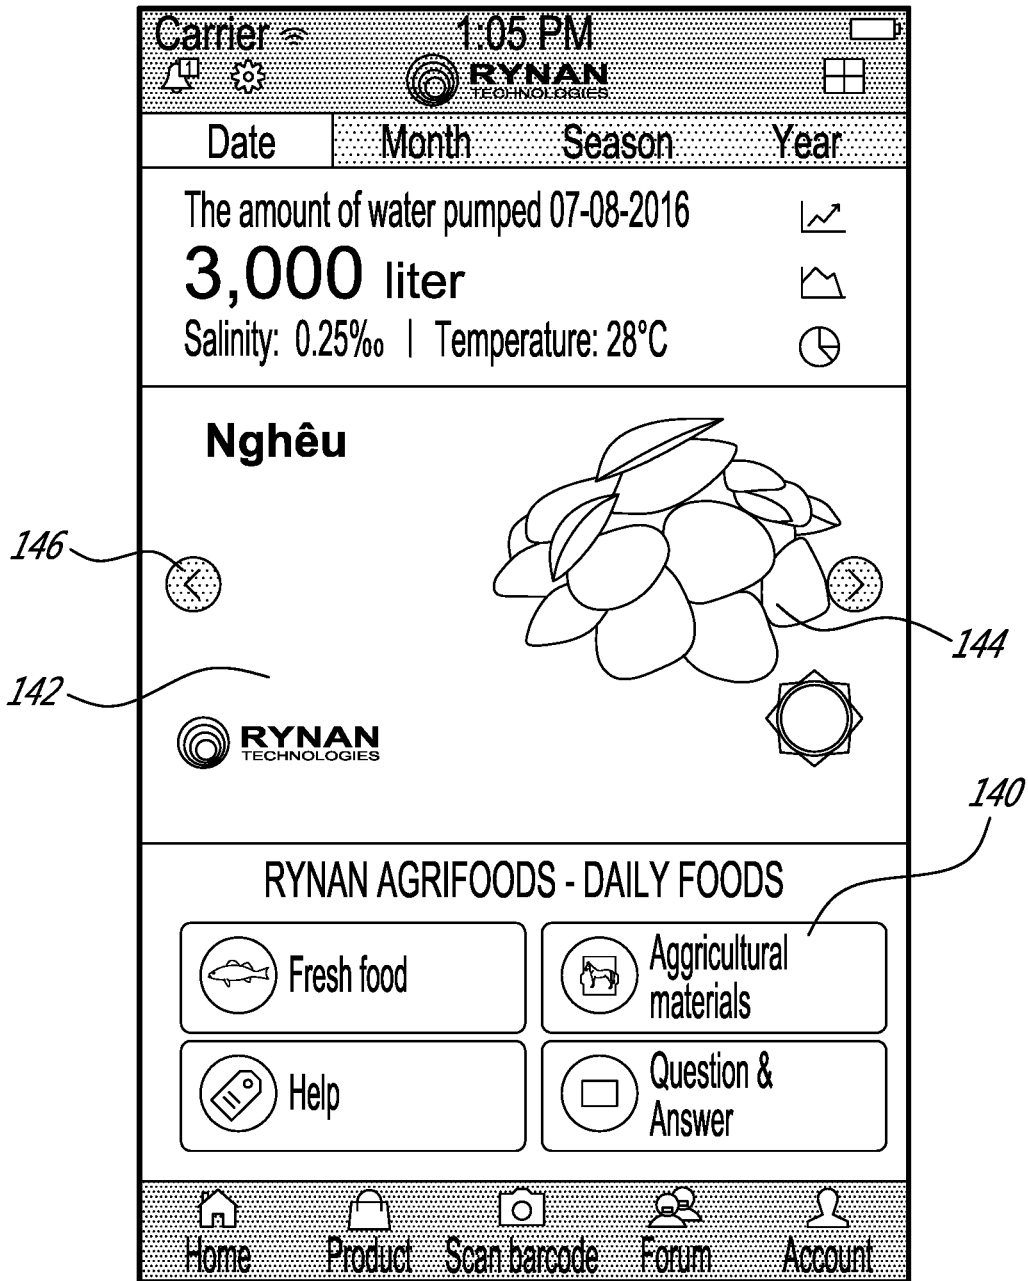 Carrier 1:05 PM
1
RYNAN
TECHNOLOGIES
Date Month Season Year
The amount of water pumped 07-08-2016
3,000 liter
Salinity: 0.25‰ | Temperature: 28°C
Nghêu
146
144
142
RYNAN
TECHNOLOGIES
140
RYNAN AGRIFOODS - DAILY FOODS
Fresh food
Aggricultural
materials
Help
Question &
Answer
Home Product Scan barcode Forum Account